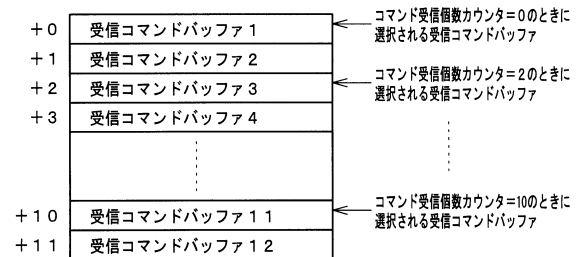 +0 受信コマンドバッファ1
+1 受信コマンドバッファ2
+2 受信コマンドバッファ3
+3 受信コマンドバッファ4
+10 受信コマンドバッファ11
+11 受信コマンドバッファ12
コマンド受信個数カウンタ=0のときに
選択される受信コマンドバッファ
コマンド受信個数カウンタ=2のときに
選択される受信コマンドバッファ
コマンド受信個数カウンタ=10のときに
選択される受信コマンドバッファ